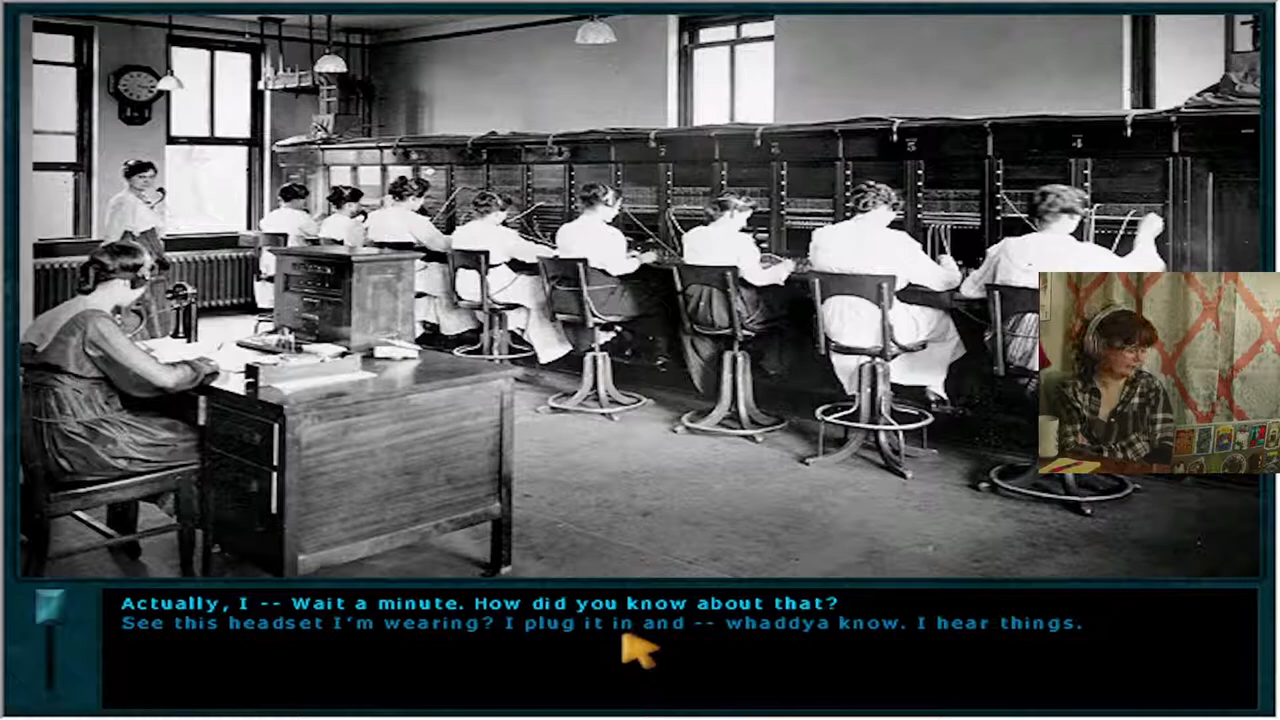 Actually, I -- Wait a minute. How did you know about that?
See this headset I'm wearing? I plug it in and -- whaddya know. I hear things.